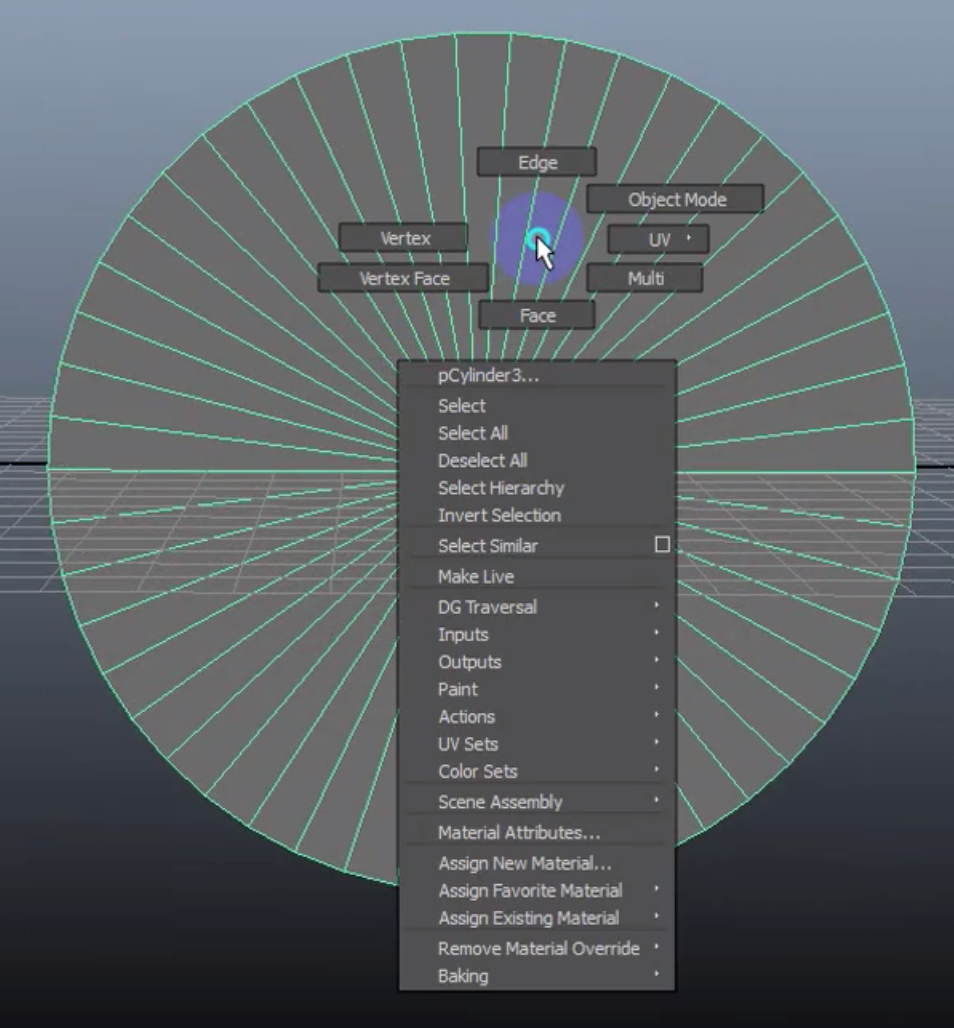 Edge
Object Mode
Vertex
UV
Vertex Face
Multi
Face
pCylinder3...
Select
Select All
Deselect All
Select Hierarchy
Invert Selection
Select Similar
Make Live
DG Traversal
Inputs
Outputs
Paint
Actions
UV Sets
Color Sets
Scene Assembly
Material Attributes...
Assign New Material...
Assign Favorite Material
Assign Existing Material
Remove Material Override
Baking